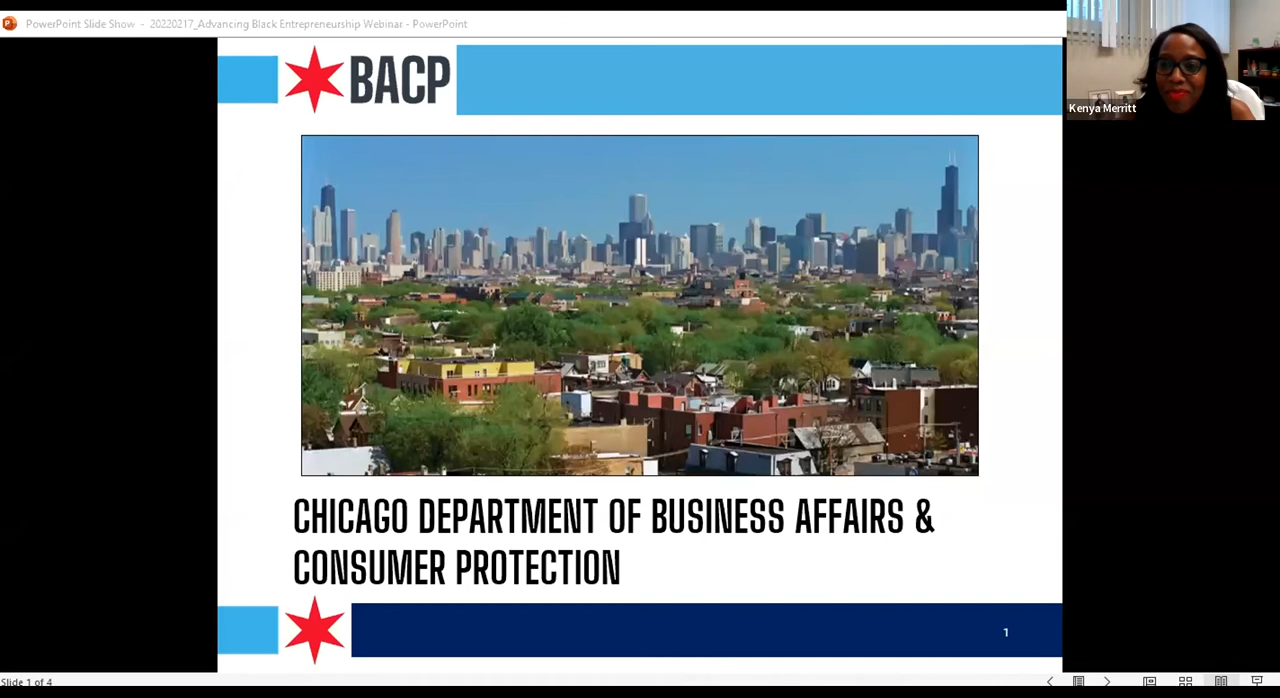 PowerPoint Slide Show - 20220217_Advancing Black Entrepreneurship Webinar - PowerPoint
BACP
Kenya Merritt
CHICAGO DEPARTMENT OF BUSINESS AFFAIRS &
CONSUMER PROTECTION
1
Slide 1 of 4